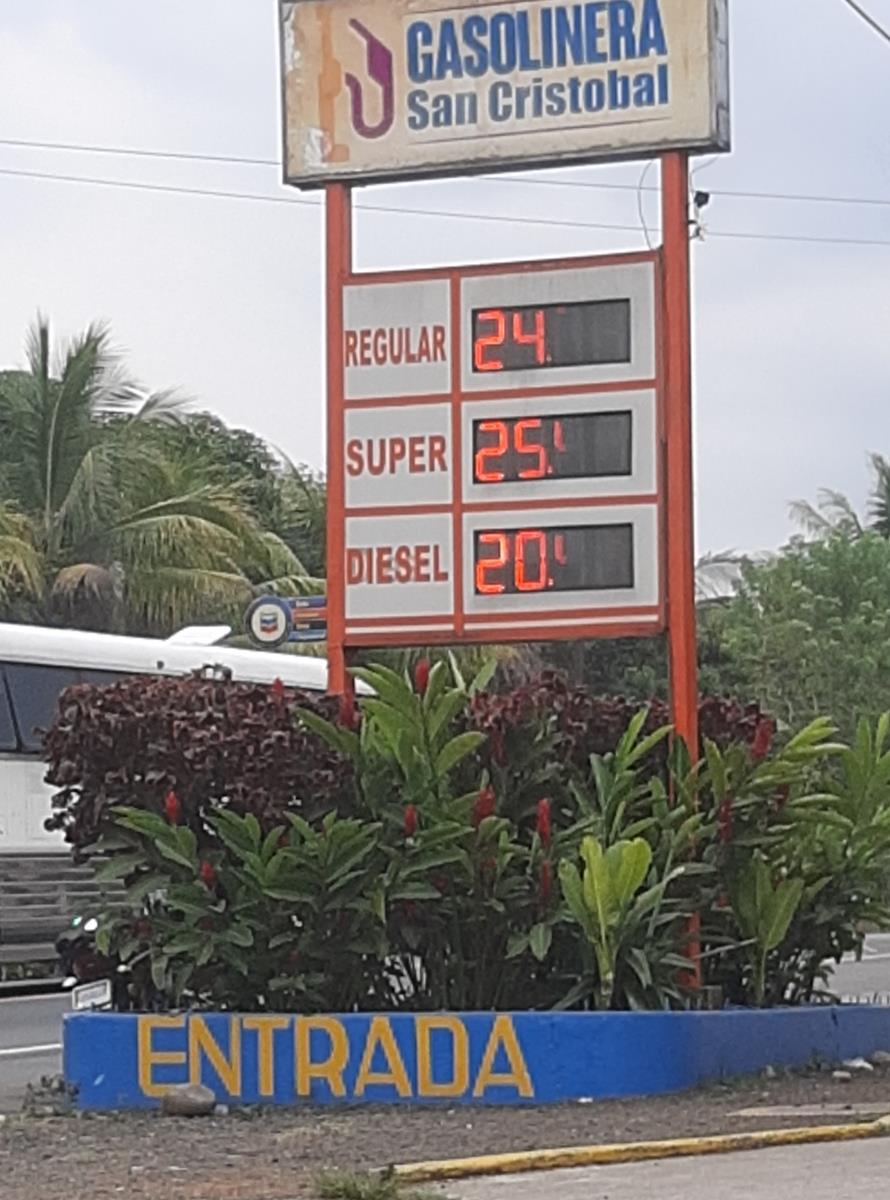 GASOLINERA
San Cristobal
REGULAR 24.
SUPER 25.
DIESEL 20.
ENTRADA